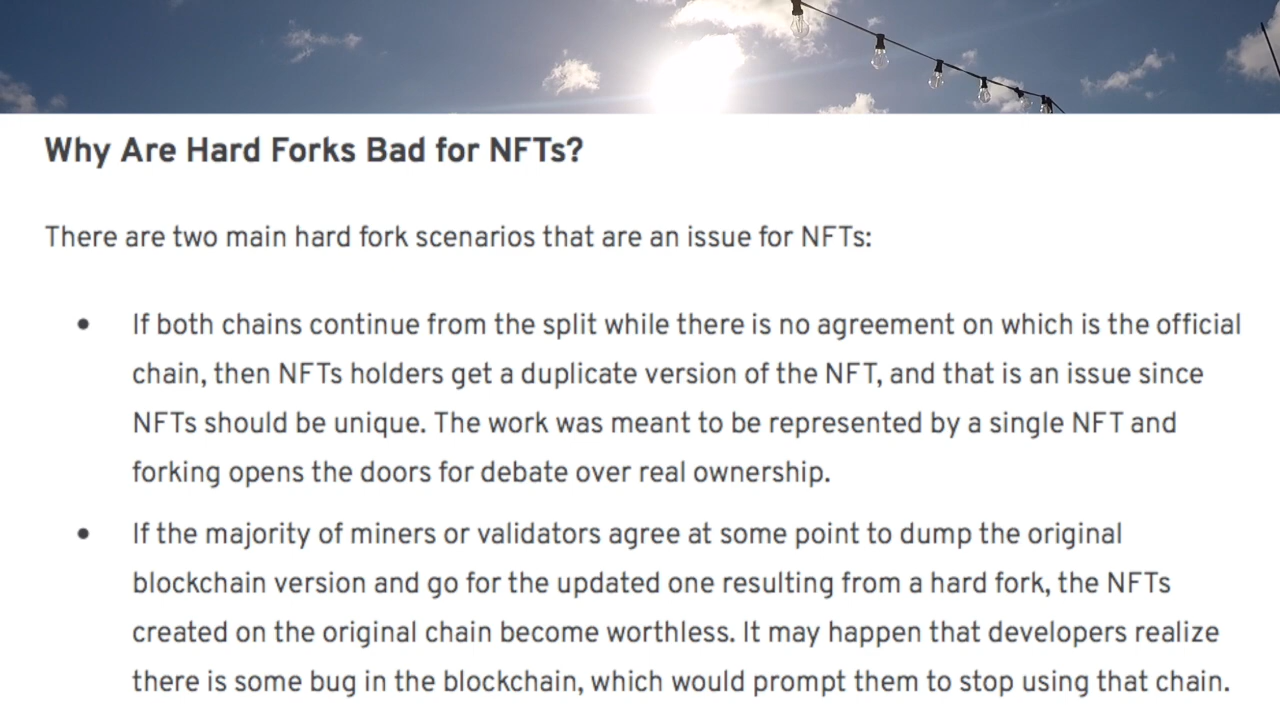 Why Are Hard Forks Bad for NFTs?
There are two main hard fork scenarios that are an issue for NFTs:
• If both chains continue from the split while there is no agreement on which is the official
chain, then NFTs holders get a duplicate version of the NFT, and that is an issue since
NFTs should be unique. The work was meant to be represented by a single NFT and
forking opens the doors for debate over real ownership.
• If the majority of miners or validators agree at some point to dump the original
blockchain version and go for the updated one resulting from a hard fork, the NFTs
created on the original chain become worthless. It may happen that developers realize
there is some bug in the blockchain, which would prompt them to stop using that chain.